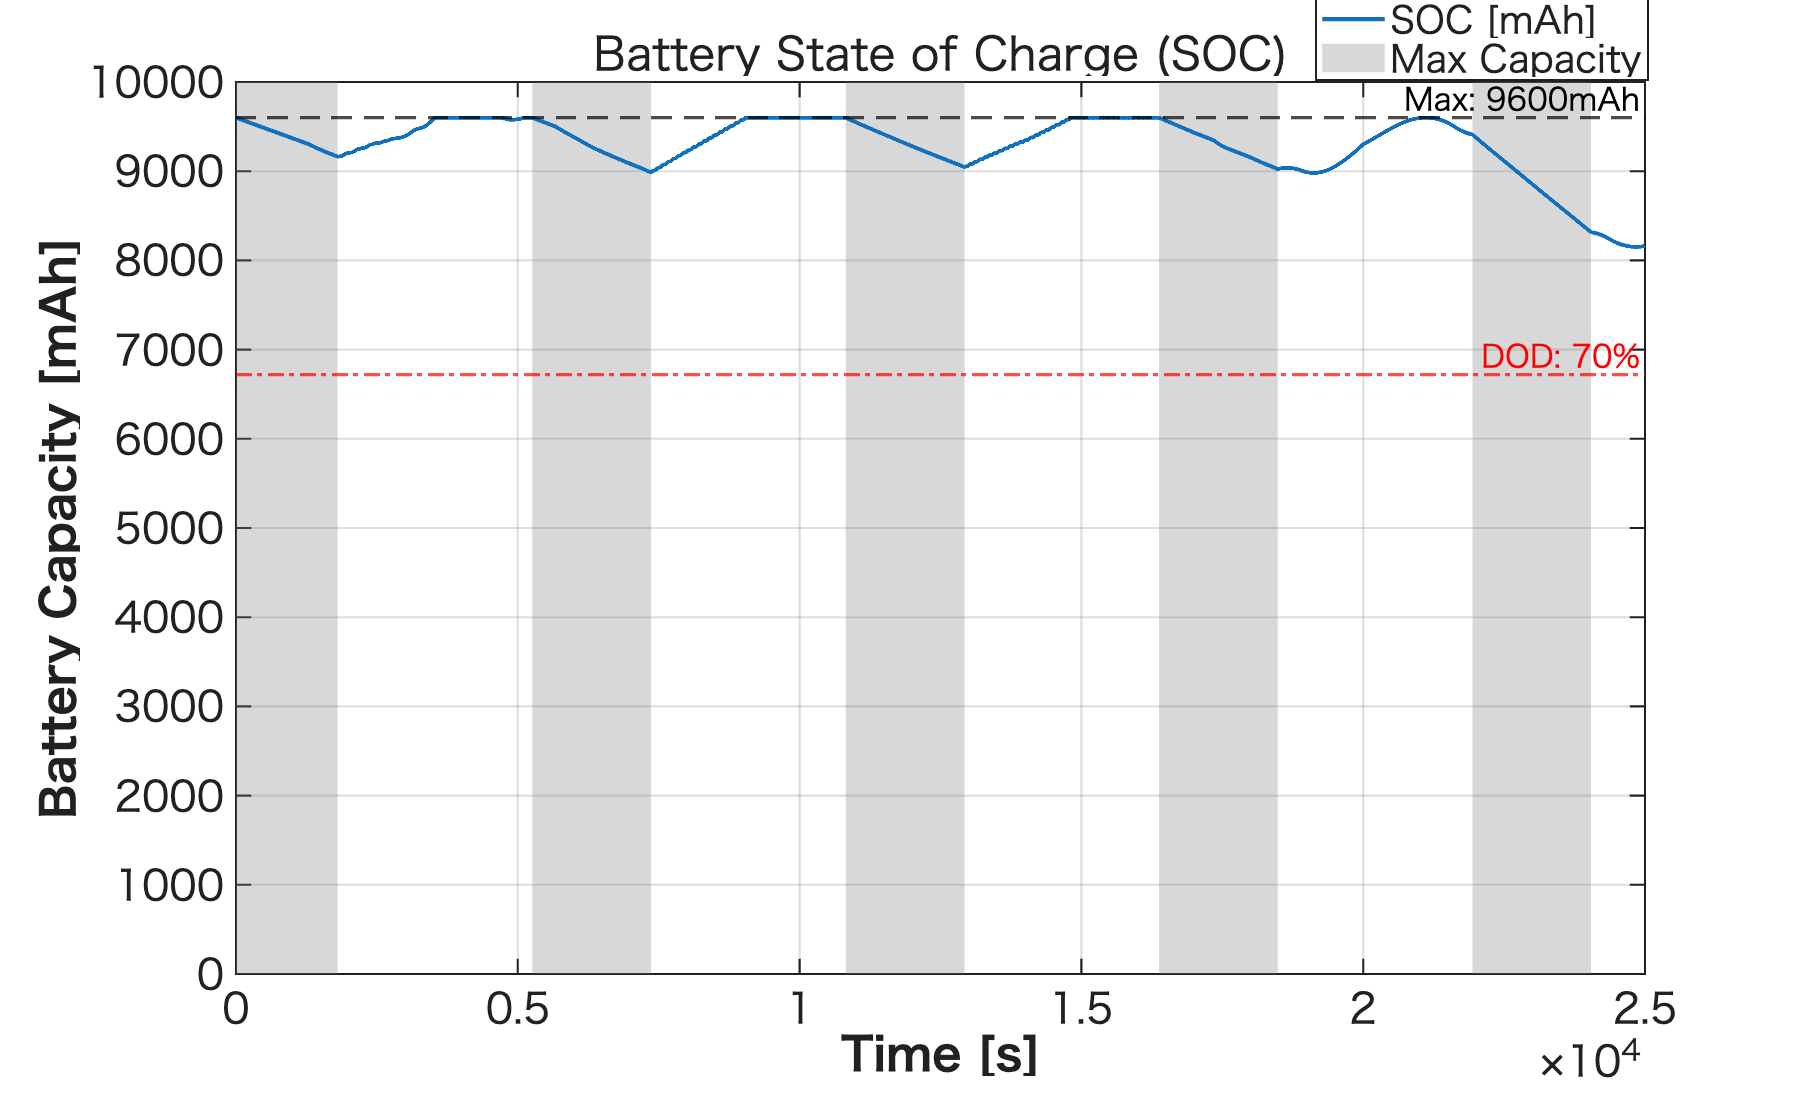 SOC [mAh]
Max Capacity
Battery State of Charge (SOC)
Max: 9600mAh
10000
9000
8000
7000
6000
5000
4000
3000
2000
1000
0
Battery Capacity [mAh]
DOD: 70%
0 0.5 1 1.5 2 2.5
Time [s]
×10⁴